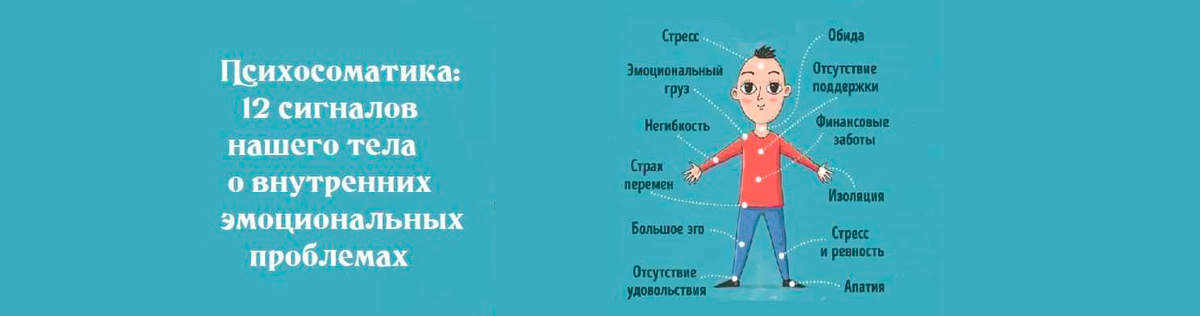 Психосоматика:
12 сигналов
нашего тела
о внутренних
эмоциональных
проблемах
Стресс
Эмоциональный
груз
Негибкость
Страх
перемен
Большое эго
Отсутствие
удовольствия
Обида
Отсутствие
поддержки
Финансовые
заботы
Изоляция
Стресс
и ревность
Апатия